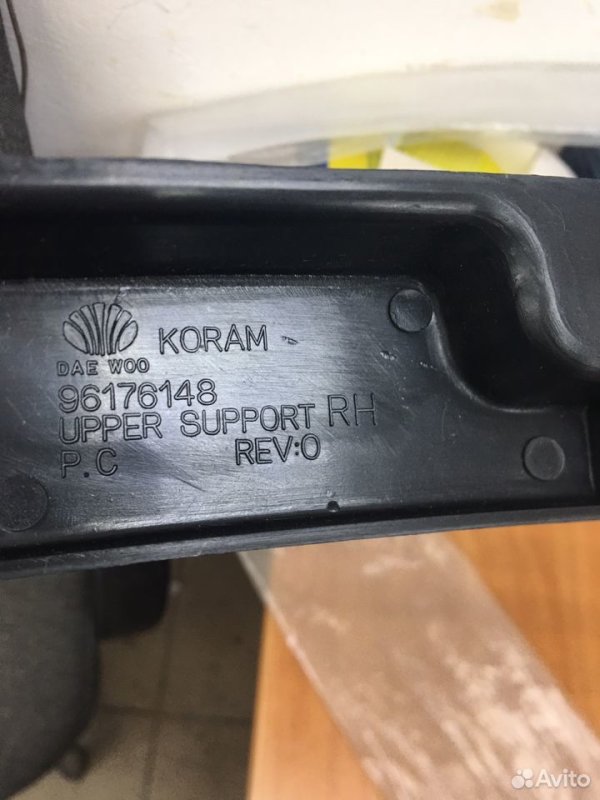 KORAM
DAE WOO
96176148
UPPER SUPPORT RH
P.C REV:0
Avito